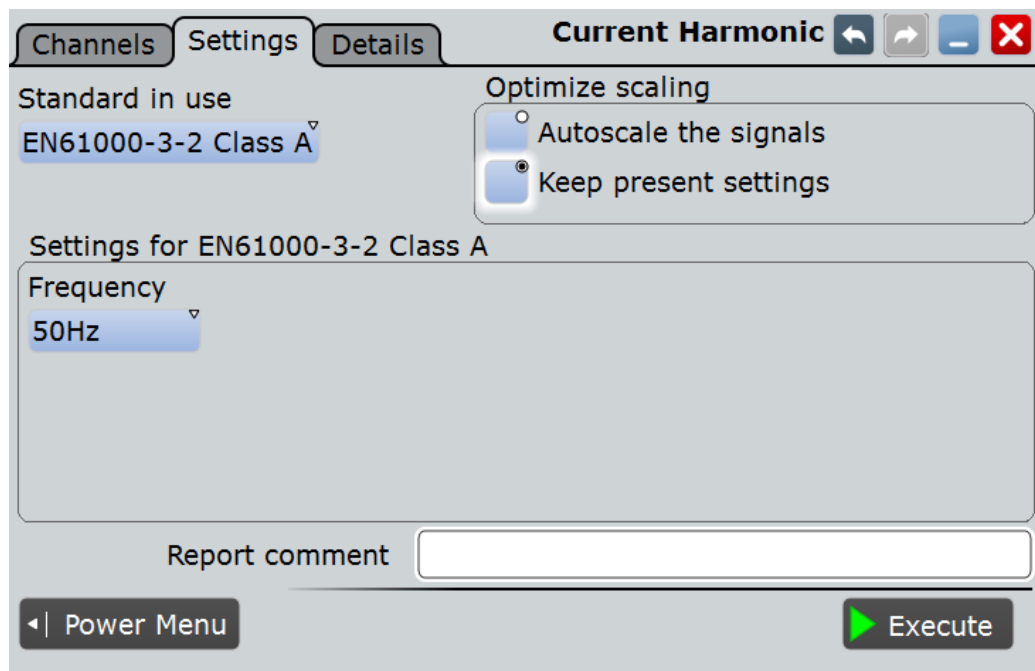 Channels Settings Details Current Harmonic
Standard in use
EN61000-3-2 Class A
Optimize scaling
Autoscale the signals
Keep present settings
Settings for EN61000-3-2 Class A
Frequency
50Hz
Report comment
Power Menu
Execute